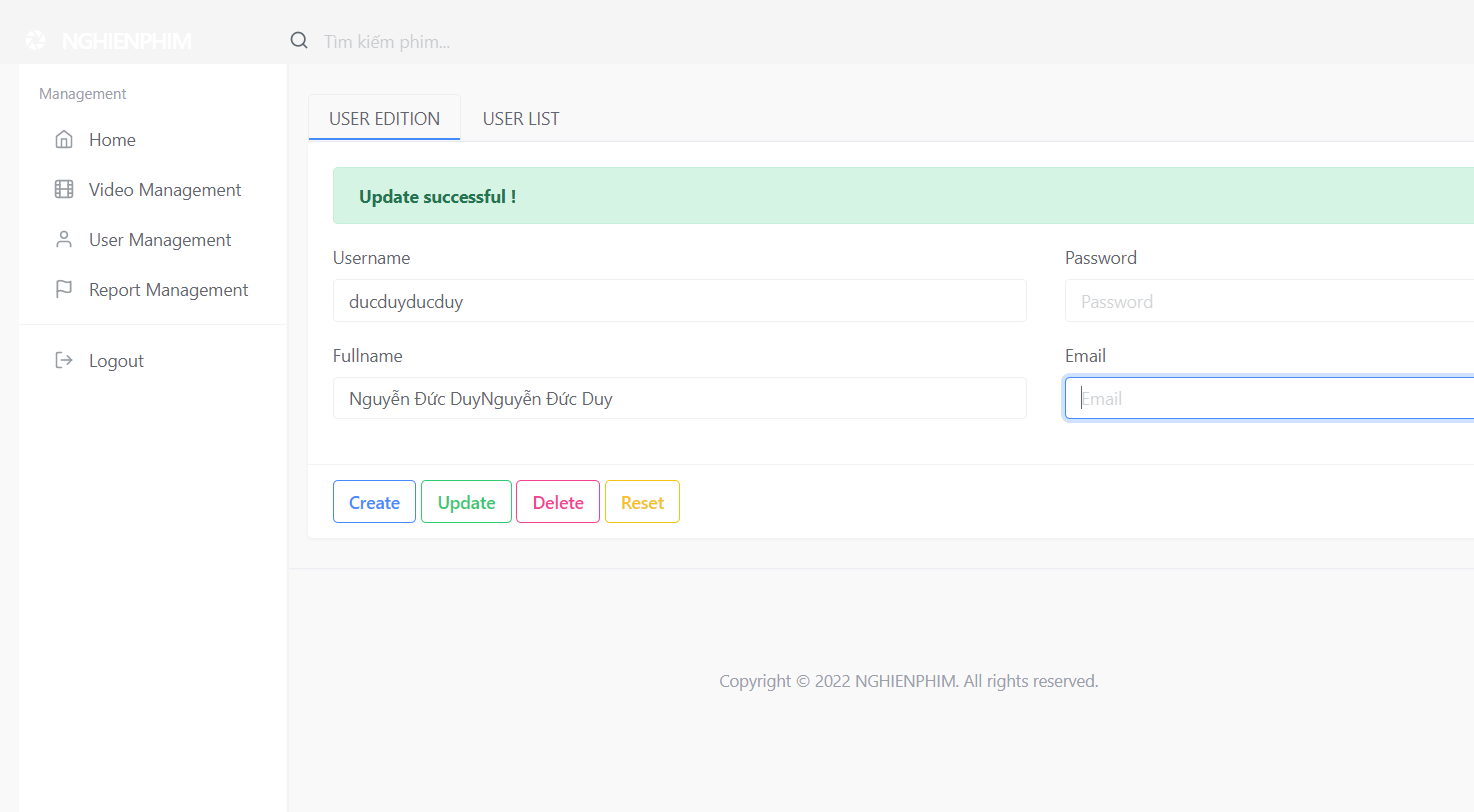 NGHIENPHIM
Tìm kiếm phim...
Management
Home
Video Management
User Management
Report Management
Logout
USER EDITION
USER LIST
Update successful !
Username
Password
ducduyducduy
Password
Fullname
Email
Nguyễn Đức DuyNguyễn Đức Duy
Email
Create
Update
Delete
Reset
Copyright © 2022 NGHIENPHIM. All rights reserved.